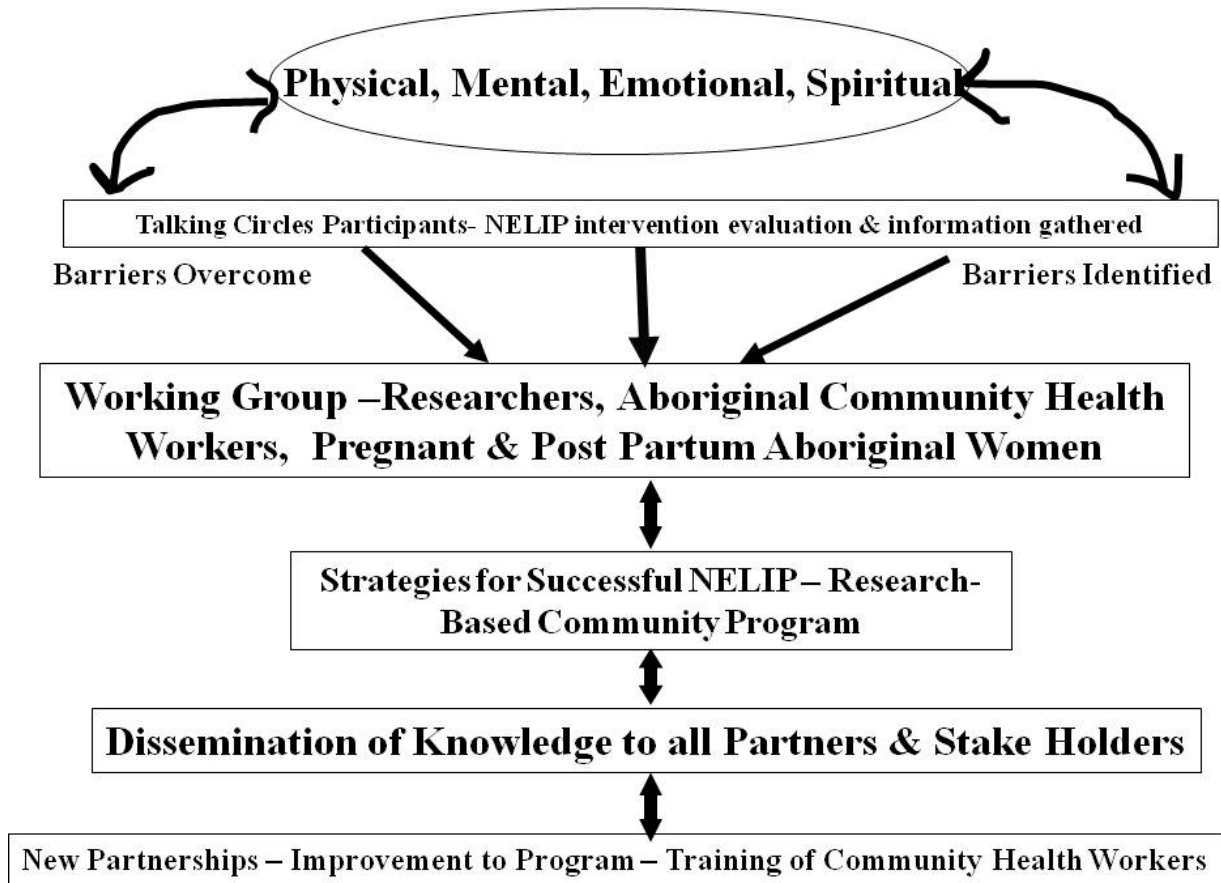 Physical, Mental, Emotional, Spiritual
Talking Circles Participants- NELIP intervention evaluation & information gathered
Barriers Overcome
Barriers Identified
Working Group –Researchers, Aboriginal Community Health
Workers, Pregnant & Post Partum Aboriginal Women
Strategies for Successful NELIP – Research-
Based Community Program
Dissemination of Knowledge to all Partners & Stake Holders
New Partnerships – Improvement to Program – Training of Community Health Workers